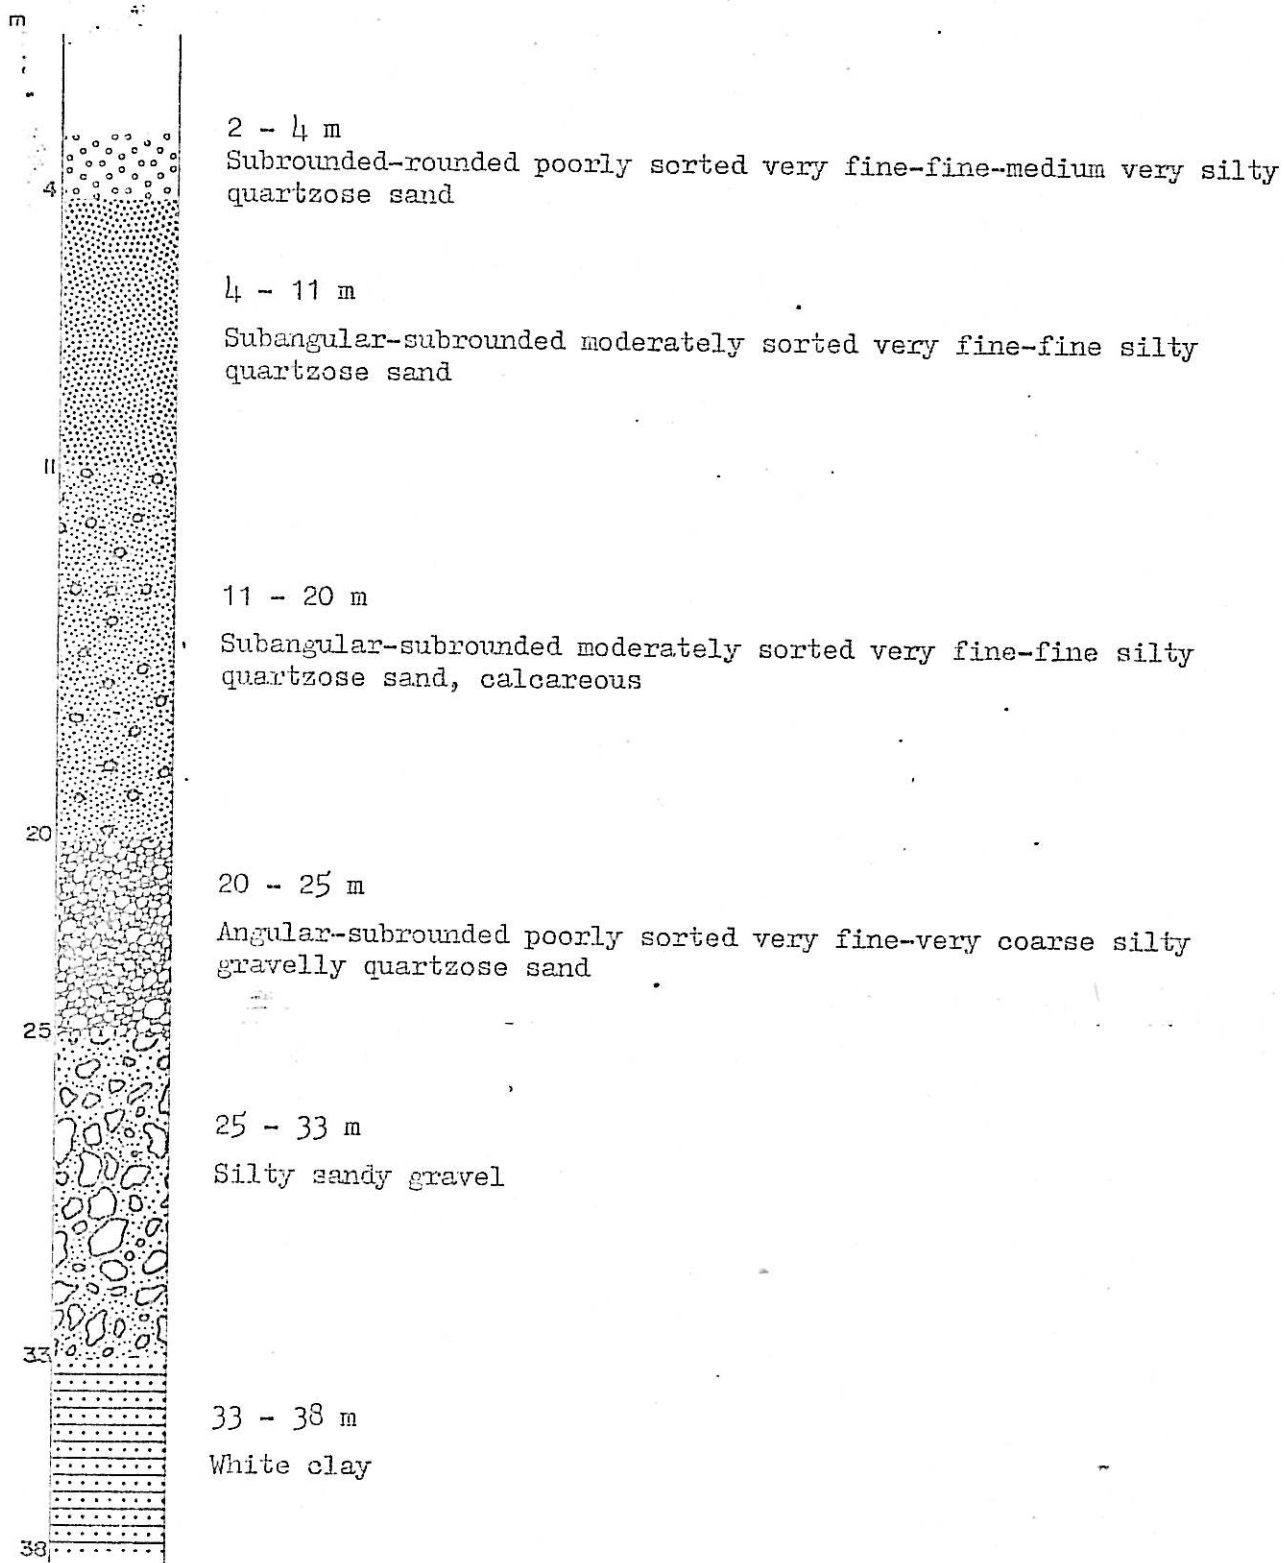 m
2 - 4 m
Subrounded-rounded poorly sorted very fine-fine-medium very silty
quartzose sand
4
4 - 11 m
Subangular-subrounded moderately sorted very fine-fine silty
quartzose sand
11
11 - 20 m
Subangular-subrounded moderately sorted very fine-fine silty
quartzose sand, calcareous
20
20 - 25 m
Angular-subrounded poorly sorted very fine-very coarse silty
gravelly quartzose sand
25
25 - 33 m
Silty sandy gravel
33
33 - 38 m
White clay
38